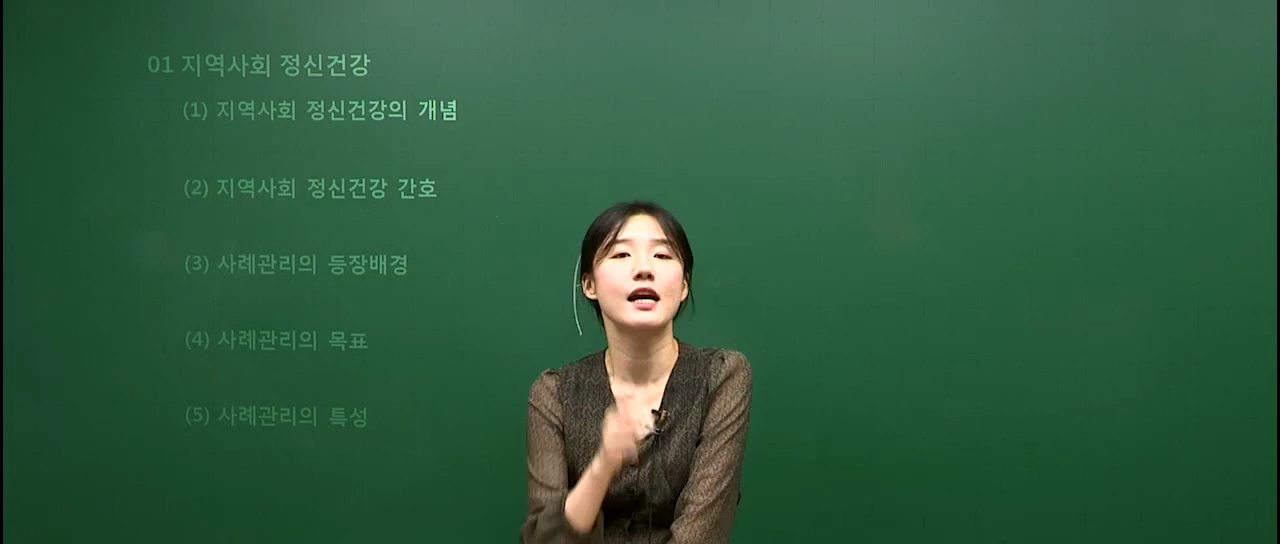 01 지역사회 정신건강
(1) 지역사회 정신건강의 개념
(2) 지역사회 정신건강 간호
(3) 사례관리의 등장배경
(4) 사례관리의 목표
(5) 사례관리의 특성